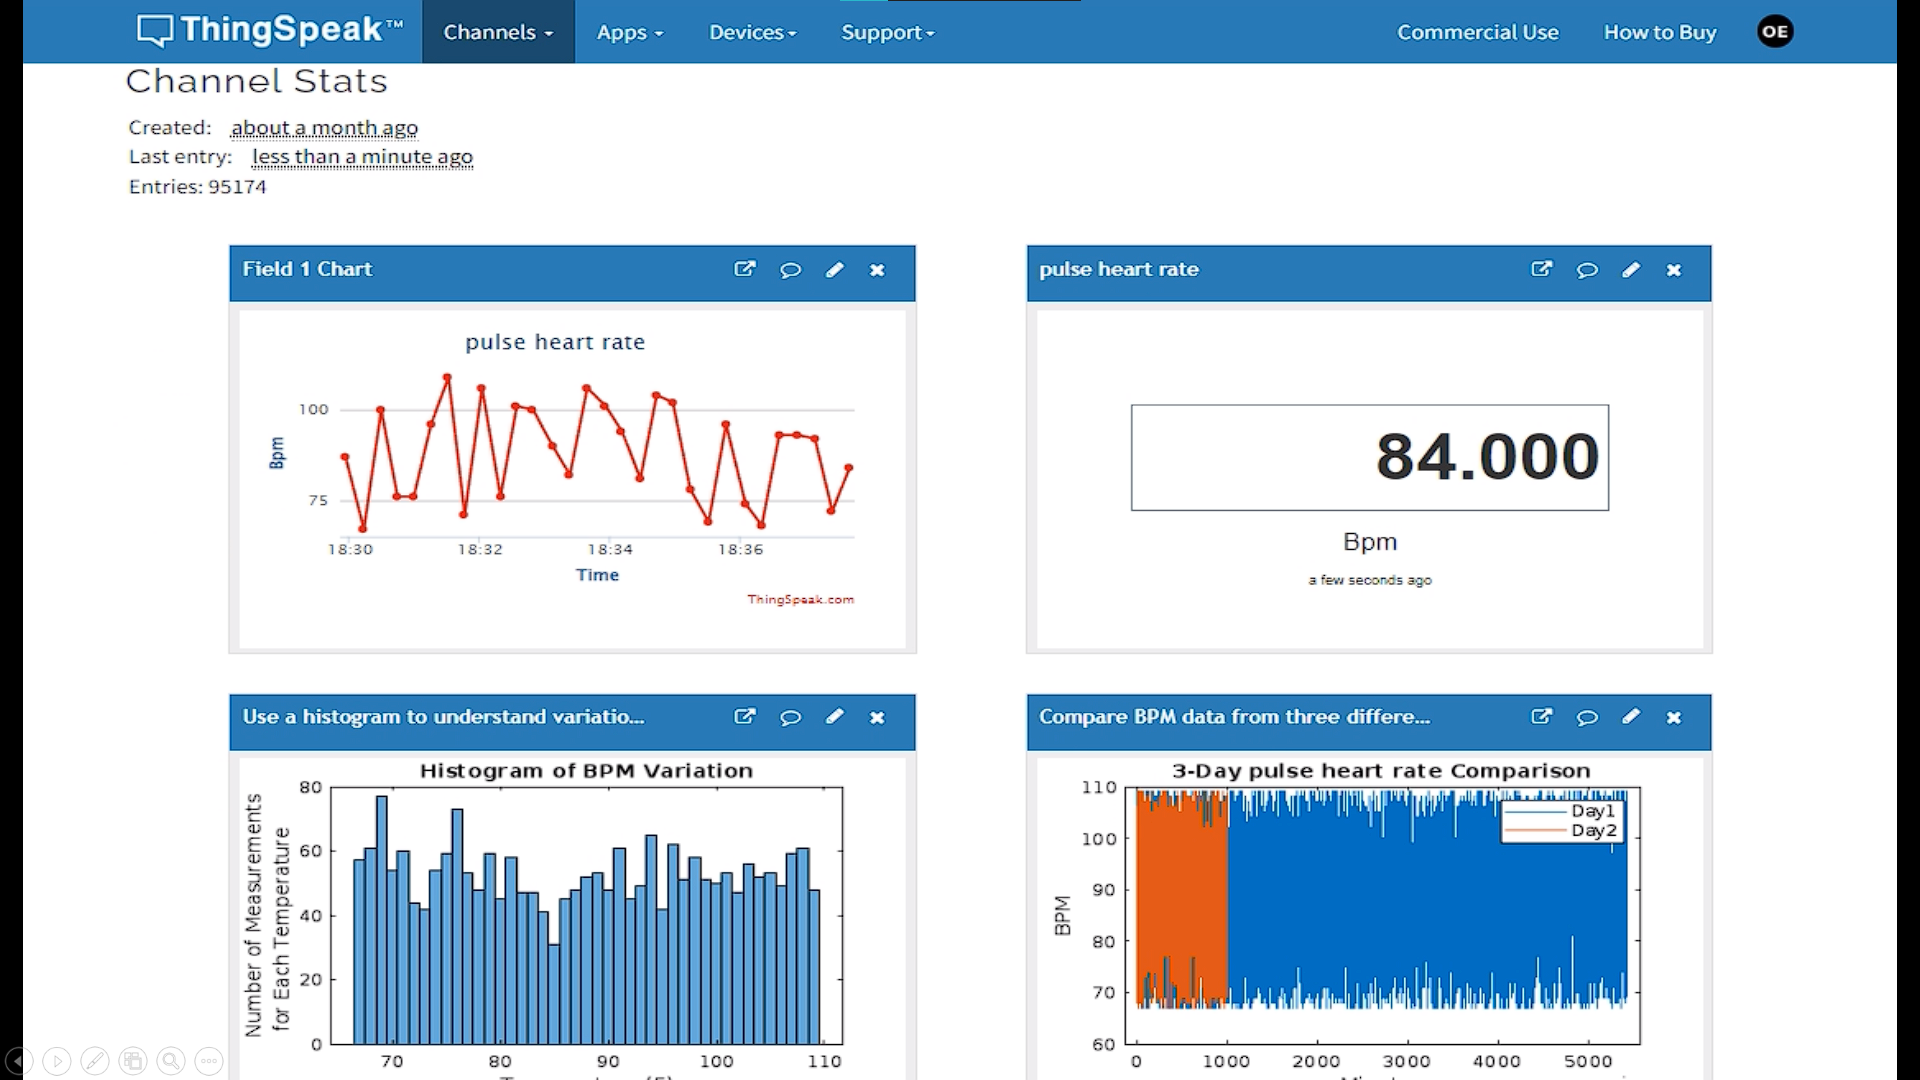 ThingSpeak™
Channels Apps Devices Support Commercial Use How to Buy OE
Channel Stats
Created: about a month ago
Last entry: less than a minute ago
Entries: 95174
Field 1 Chart
pulse heart rate
Bpm
100
75
18:30 18:32 18:34 18:36
Time
ThingSpeak.com
pulse heart rate
84.000
Bpm
a few seconds ago
Use a histogram to understand variatio...
Histogram of BPM Variation
Number of Measurements
for Each Temperature
80
60
40
20
0
70 80 90 100 110
Compare BPM data from three differe...
3-Day pulse heart rate Comparison
BPM
110
100
90
80
70
60
Day1
Day2
0 1000 2000 3000 4000 5000